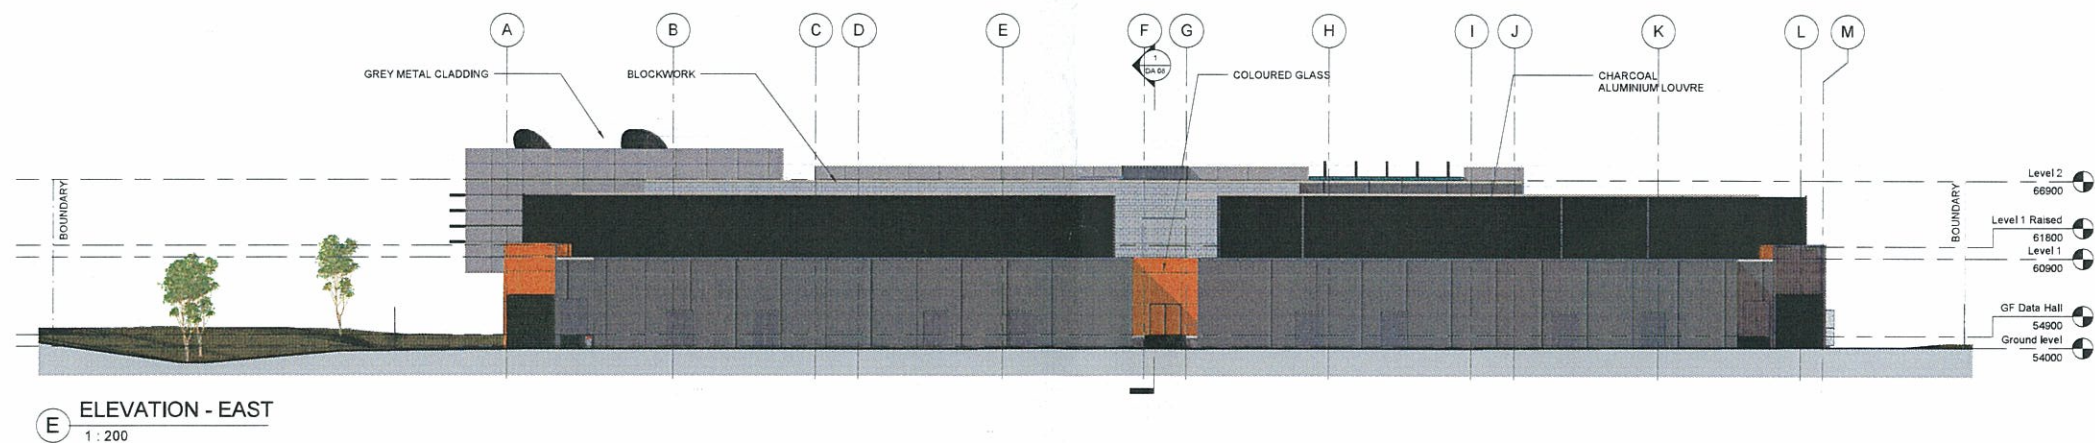 A
B
C
D
E
F
G
H
I
J
K
L
M
1
DA 08
GREY METAL CLADDING
BLOCKWORK
COLOURED GLASS
CHARCOAL
ALUMINIUM LOUVRE
BOUNDARY
BOUNDARY
Level 2
66900
Level 1 Raised
61800
Level 1
60900
GF Data Hall
54900
Ground level
54000
E
ELEVATION - EAST
1 : 200